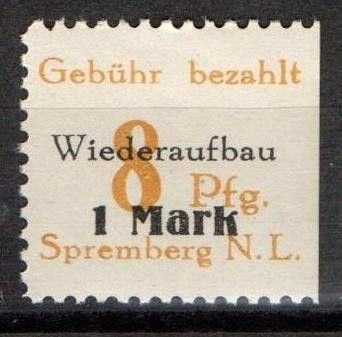 Gebühr bezahlt
Wiederaufbau
8 Pfg.
1 Mark
Spremberg N.L.